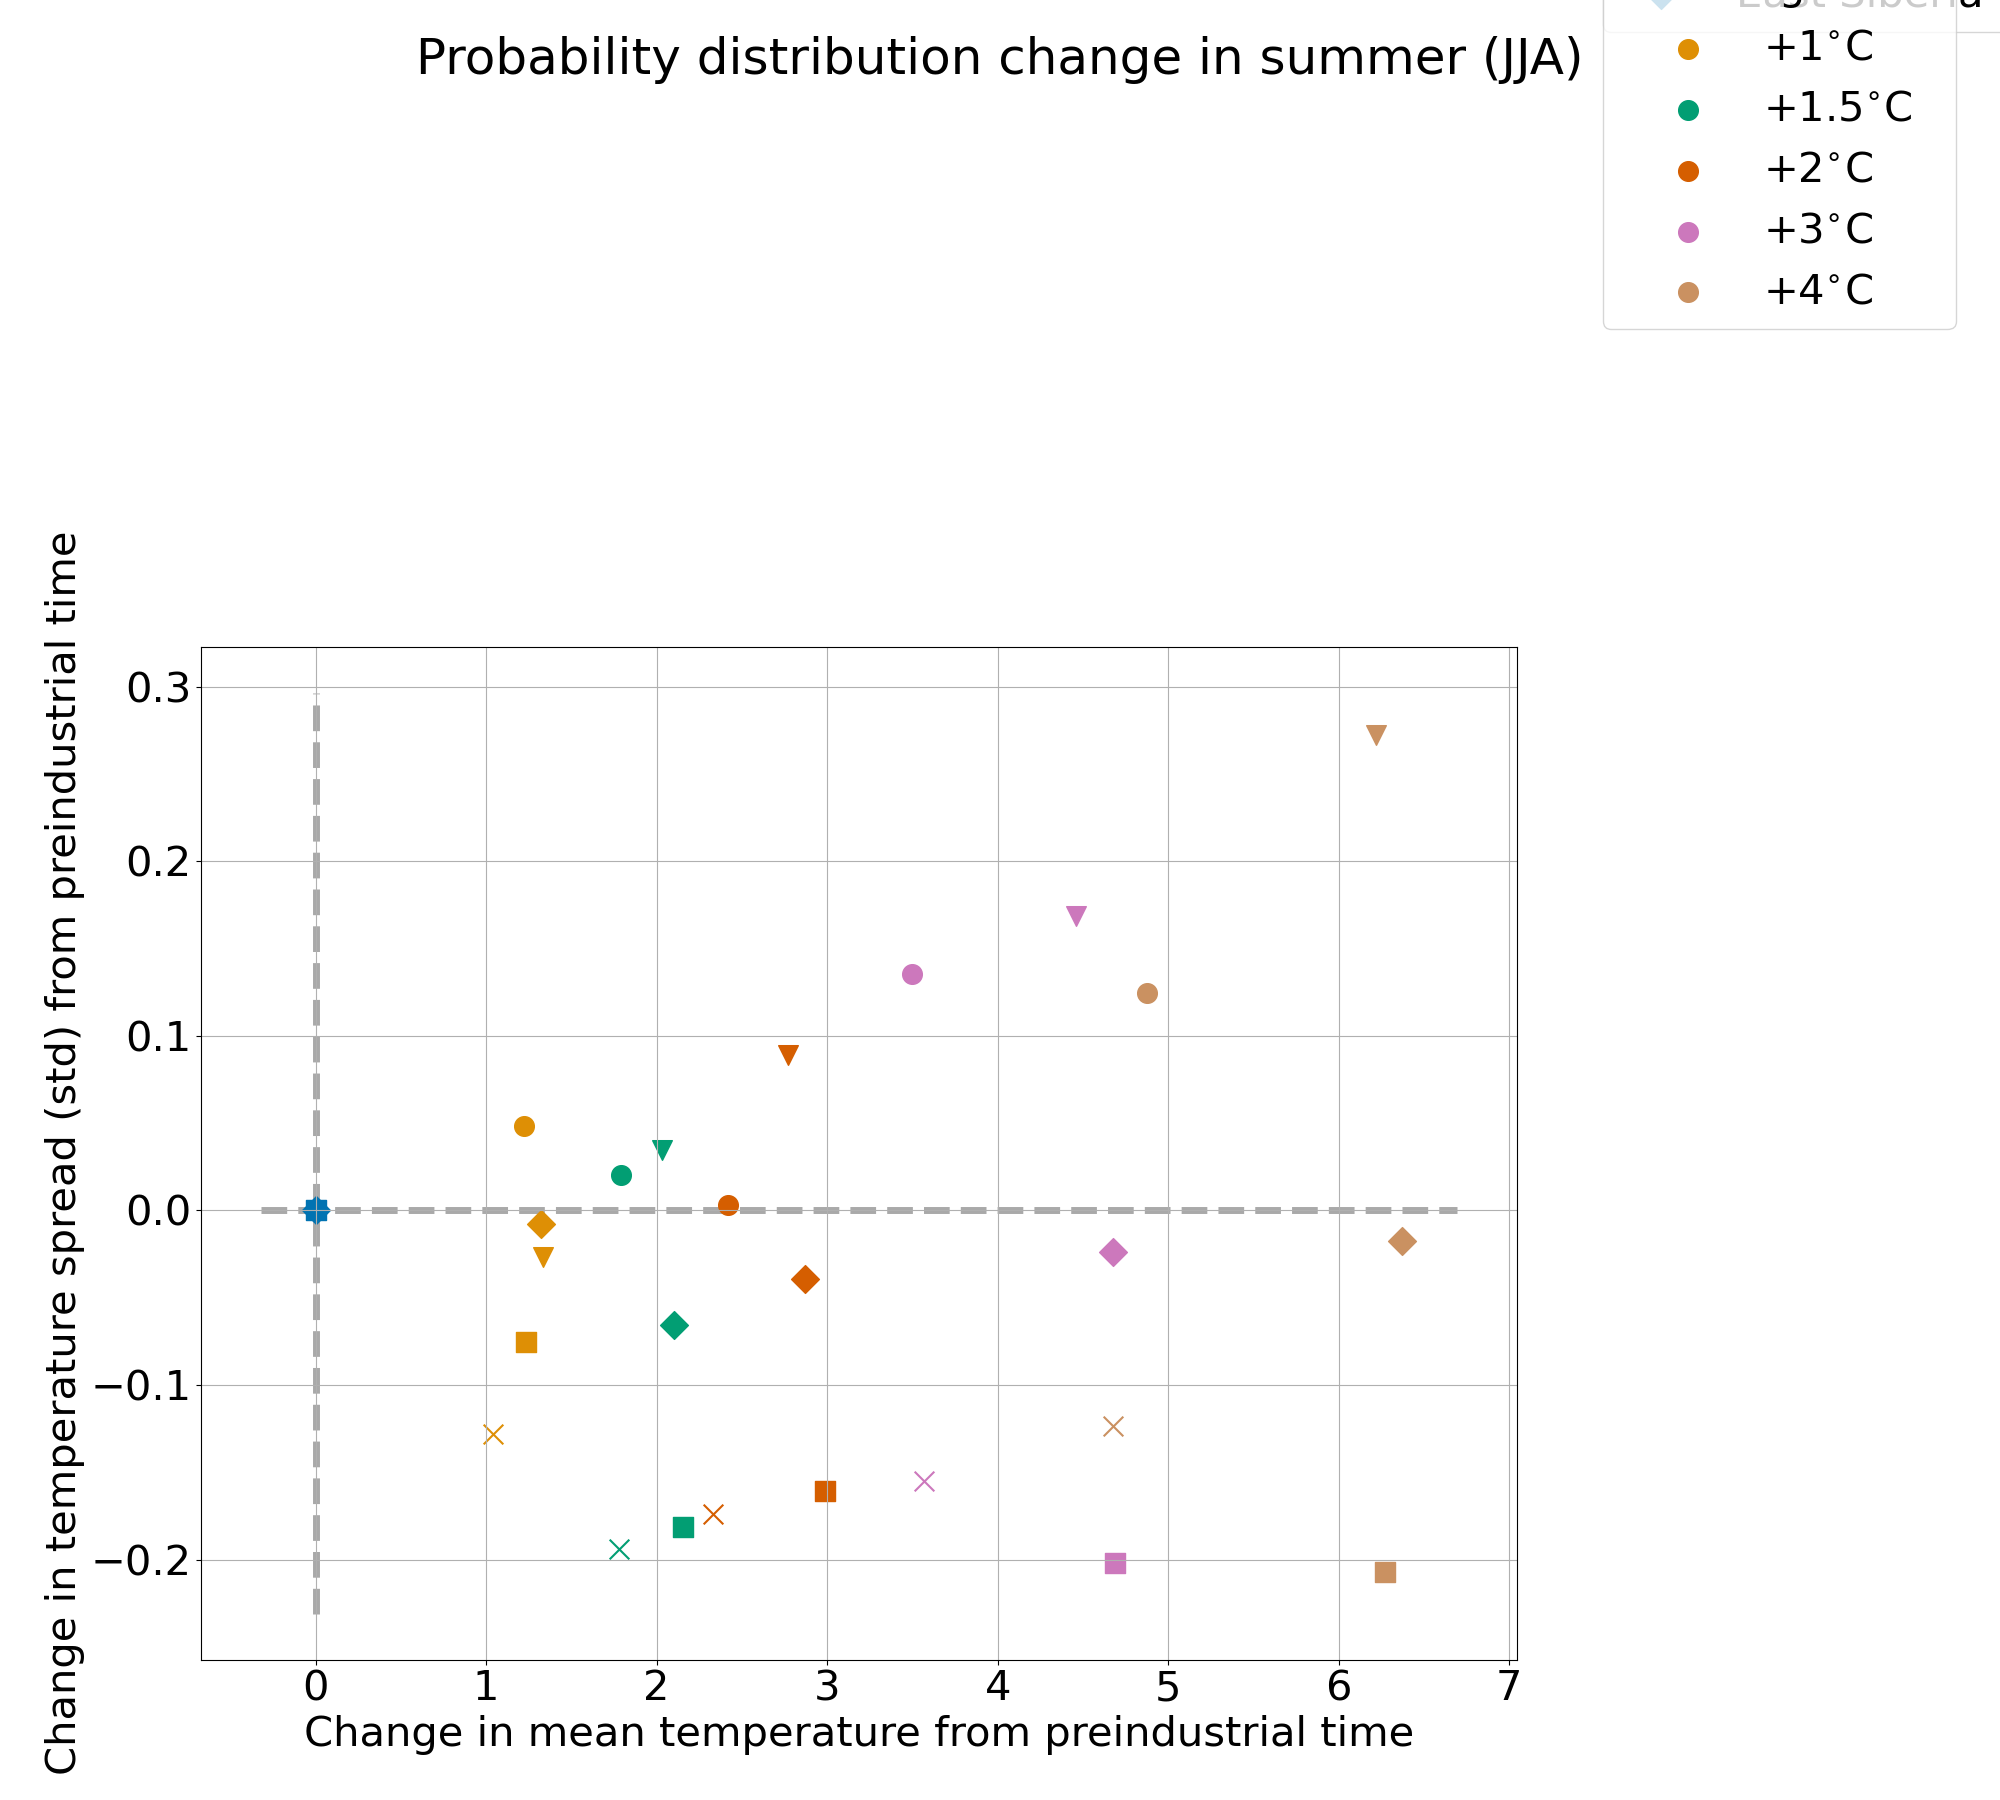 East Siberia
Probability distribution change in summer (JJA)
+1°C
+1.5°C
+2°C
+3°C
+4°C
Change in temperature spread (std) from preindustrial time
0.3
0.2
0.1
0.0
−0.1
−0.2
0 1 2 3 4 5 6 7
Change in mean temperature from preindustrial time